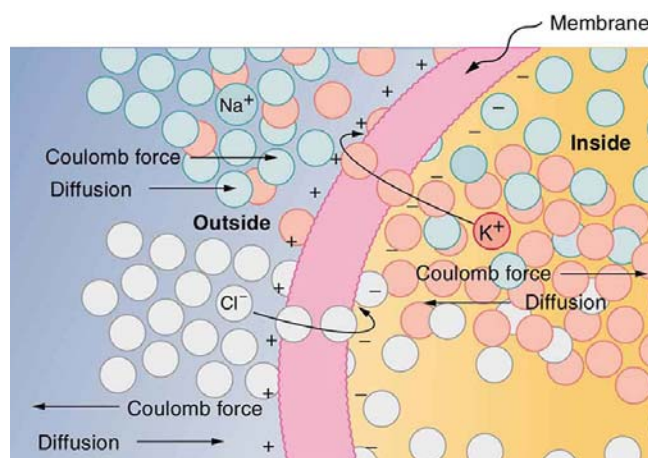 Membrane
Na+
Inside
Coulomb force
Diffusion
Outside
K+
Coulomb force
Cl−
Diffusion
Coulomb force
Diffusion